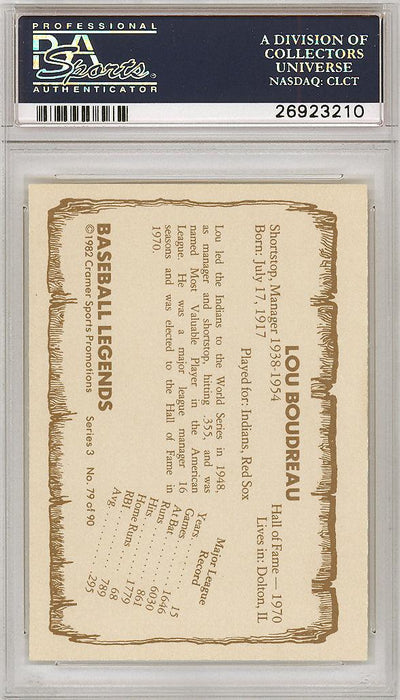 PROFESSIONAL
PSA
Sports
AUTHENTICATOR
A DIVISION OF
COLLECTORS
UNIVERSE
NASDAQ: CLCT
26923210
LOU BOUDREAU
Shortstop, Manager 1938-1954
Hall of Fame — 1970
Born: July 17, 1917
Played for: Indians, Red Sox
Lives in: Dolton, IL
Lou led the Indians to the World Series in 1948,
as manager and shortstop, hitting .355, and was
named Most Valuable Player in the American
League. He was a major league manager 16
seasons and was elected to the Hall of Fame in
1970.
Major League
Record
Years . . . . . . . . . 15
Games . . . . . . . 1646
At Bat . . . . . . . 6030
Runs . . . . . . . . . 861
Hits . . . . . . . . . 1779
Home Runs . . . . 68
RBI . . . . . . . . . . 789
Avg. . . . . . . . . . 295
BASEBALL LEGENDS
©1982 Cramer Sports Promotions Series 3 No. 79 of 90